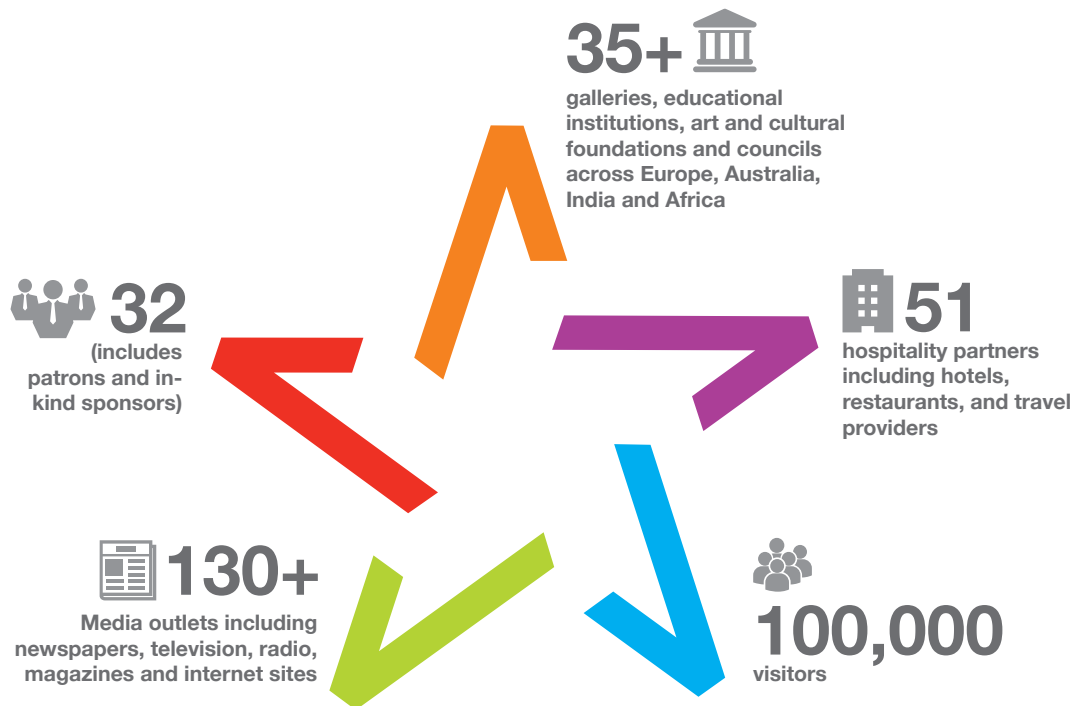 35+
galleries, educational
institutions, art and cultural
foundations and councils
across Europe, Australia,
India and Africa
32
(includes
patrons and in-
kind sponsors)
51
hospitality partners
including hotels,
restaurants, and travel
providers
130+
Media outlets including
newspapers, television, radio,
magazines and internet sites
100,000
visitors